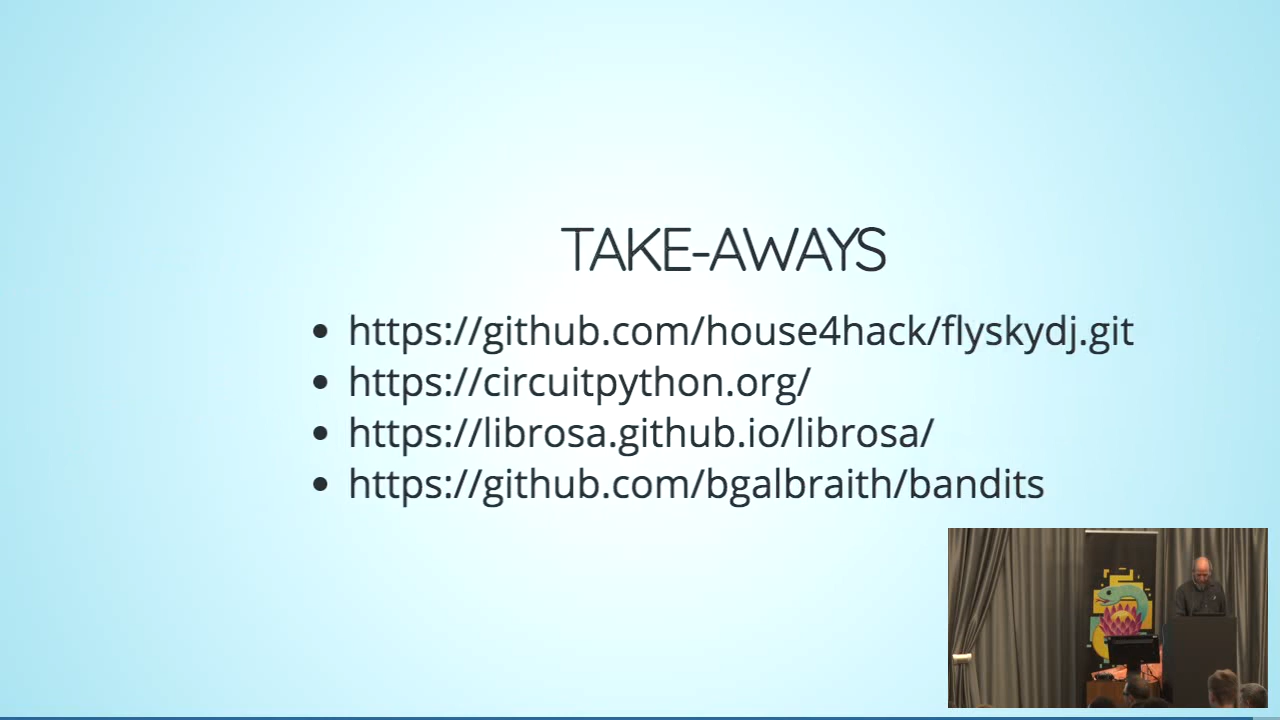 TAKE-AWAYS
https://github.com/house4hack/flyskydj.git
https://circuitpython.org/
https://librosa.github.io/librosa/
https://github.com/bgalbraith/bandits